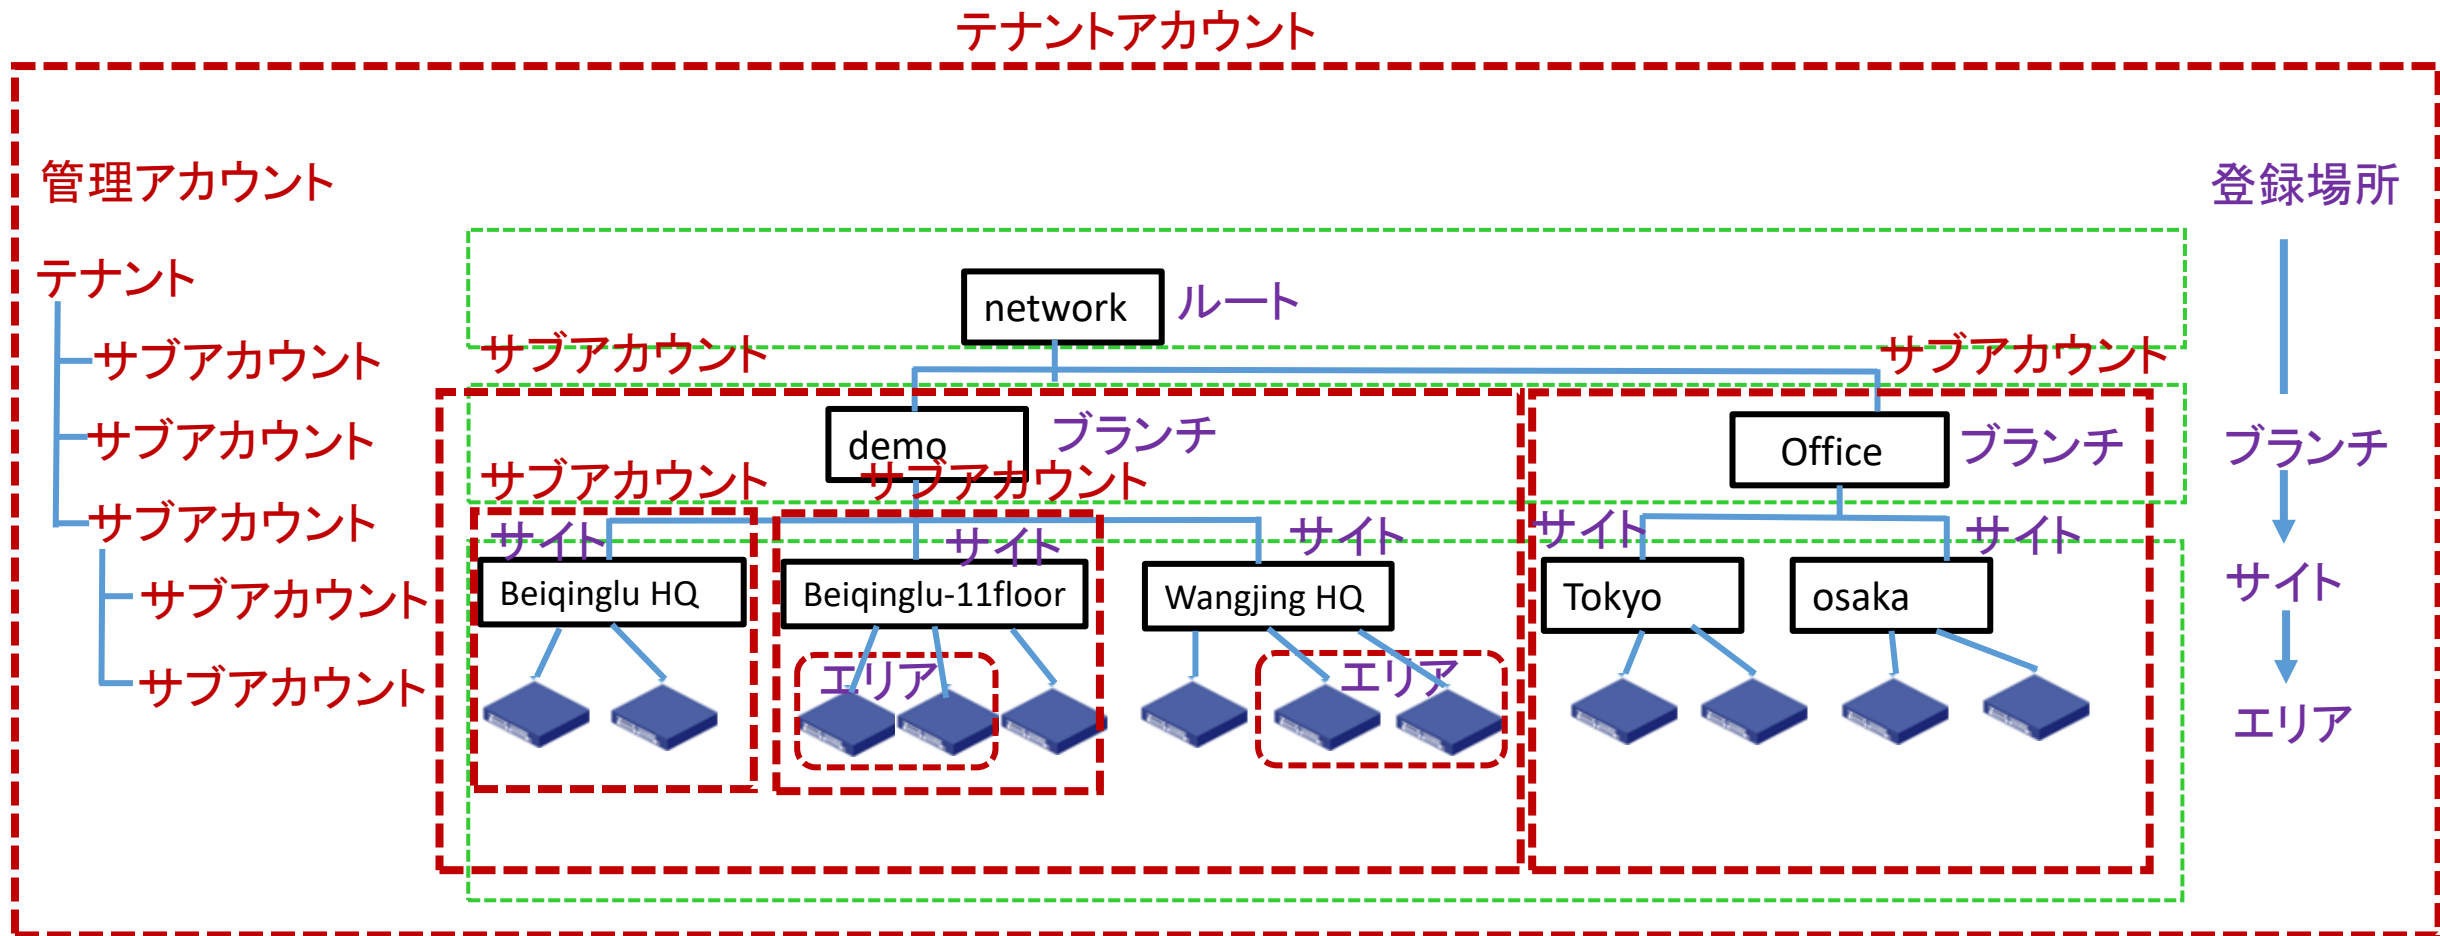 テナントアカウント
管理アカウント
登録場所
テナント
network
ルート
サブアカウント
サブアカウント
サブアカウント
サブアカウント
demo
ブランチ
Office
ブランチ
ブランチ
サブアカウント
サブアカウント
サブアカウント
サブアカウント
サイト
サイト
サイト
サイト
サイト
サイト
Beiqinglu HQ
Beiqinglu-11floor
Wangjing HQ
Tokyo
osaka
サブアカウント
サブアカウント
エリア
エリア
エリア